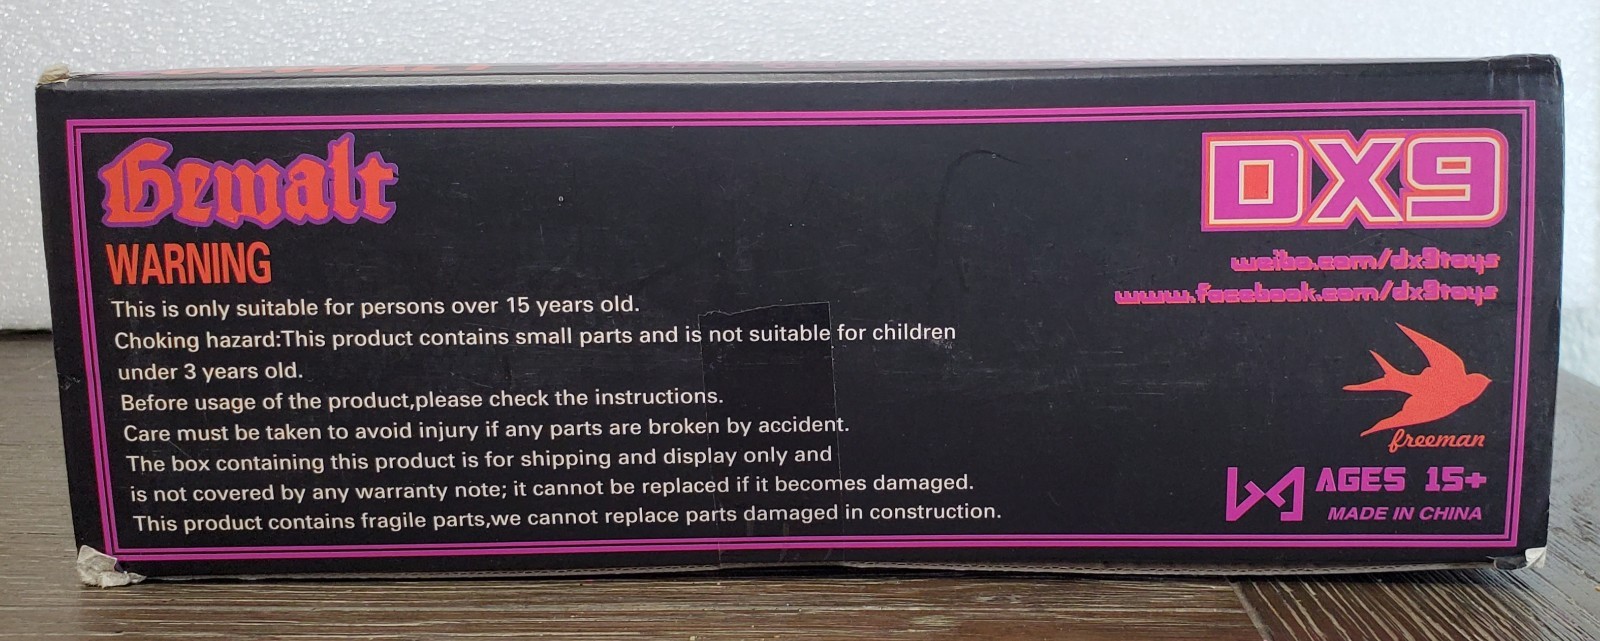 Gewalt
WARNING
This is only suitable for persons over 15 years old.
Choking hazard:This product contains small parts and is not suitable for children
under 3 years old.
Before usage of the product,please check the instructions.
Care must be taken to avoid injury if any parts are broken by accident.
The box containing this product is for shipping and display only and
is not covered by any warranty note; it cannot be replaced if it becomes damaged.
This product contains fragile parts,we cannot replace parts damaged in construction.
DX9
weibo.com/dx9toys
www.facebook.com/dx9toys
freeman
AGES 15+
MADE IN CHINA